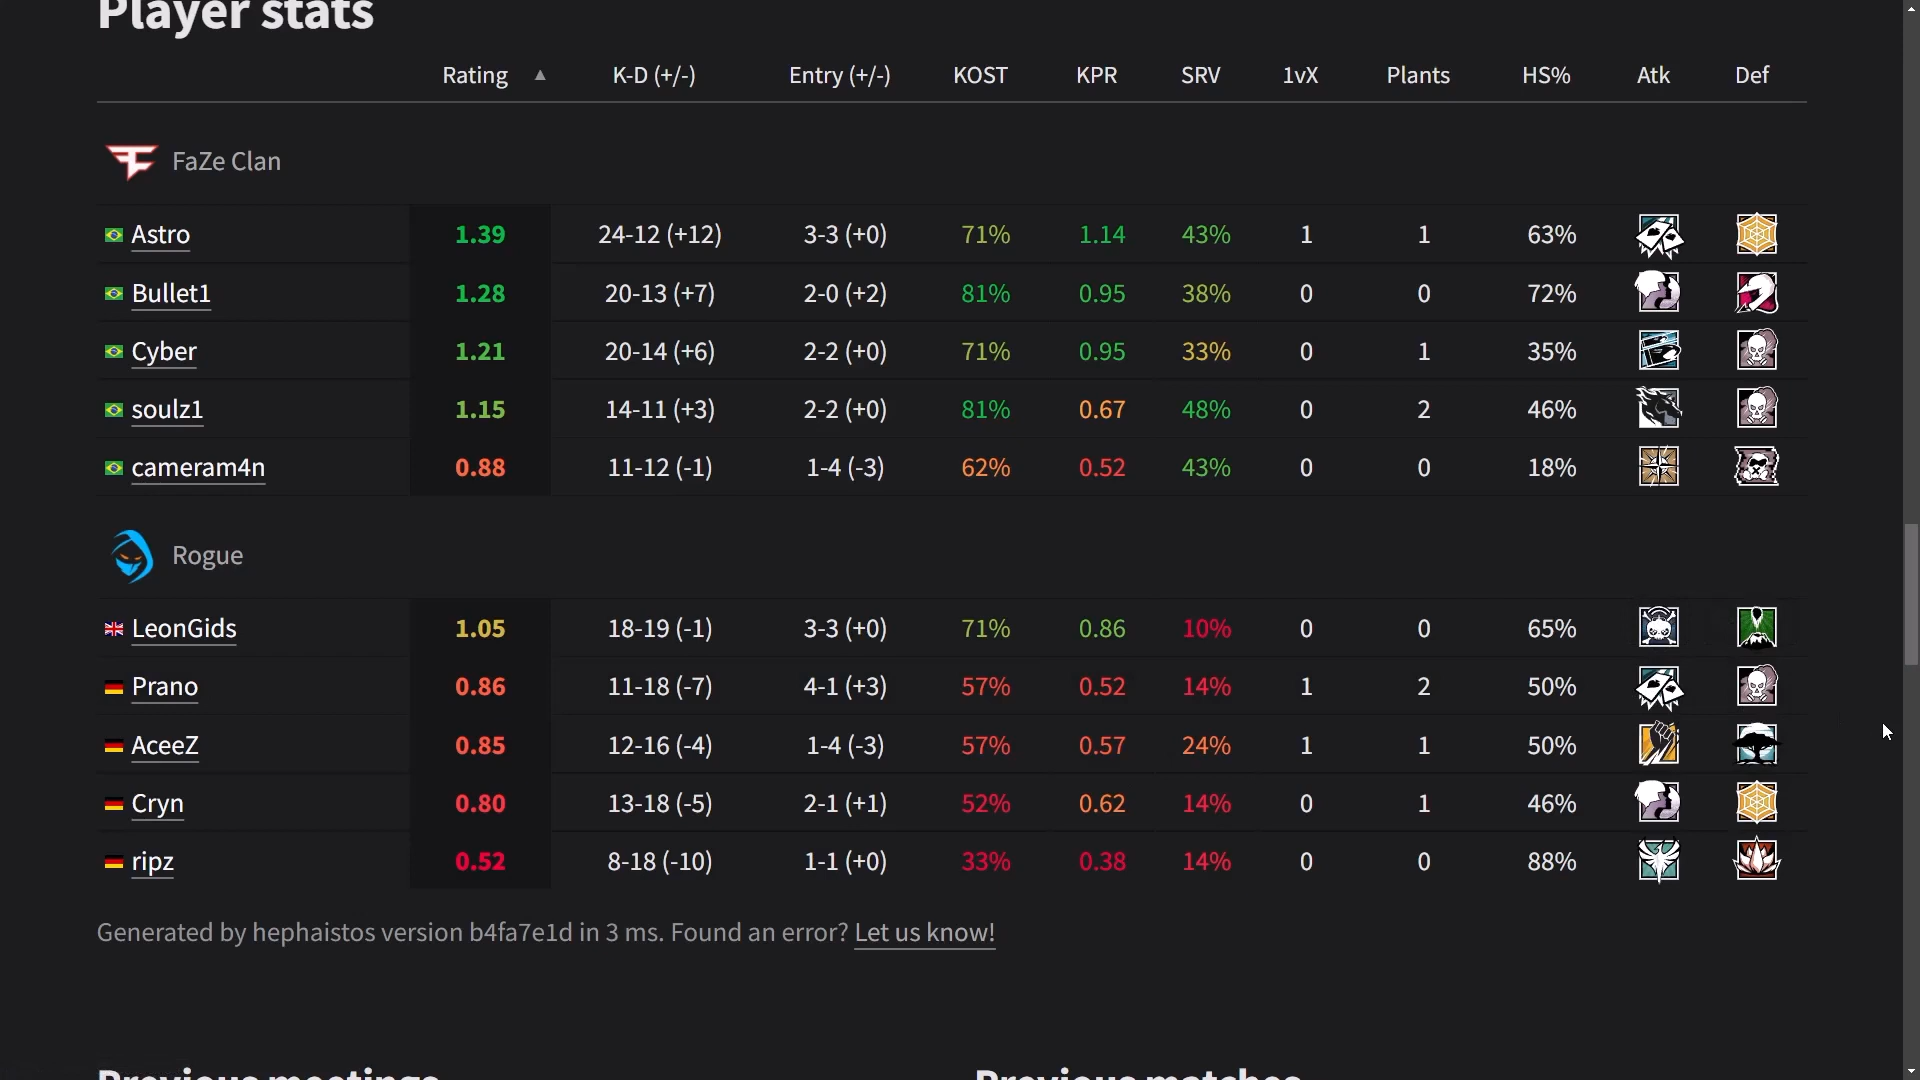 Player stats
Rating ▲ K-D (+/-) Entry (+/-) KOST KPR SRV 1vX Plants HS% Atk Def
FaZe Clan
Astro 1.39 24-12 (+12) 3-3 (+0) 71% 1.14 43% 1 1 63%
Bullet1 1.28 20-13 (+7) 2-0 (+2) 81% 0.95 38% 0 0 72%
Cyber 1.21 20-14 (+6) 2-2 (+0) 71% 0.95 33% 0 1 35%
soulz1 1.15 14-11 (+3) 2-2 (+0) 81% 0.67 48% 0 2 46%
cameram4n 0.88 11-12 (-1) 1-4 (-3) 62% 0.52 43% 0 0 18%
Rogue
LeonGids 1.05 18-19 (-1) 3-3 (+0) 71% 0.86 10% 0 0 65%
Prano 0.86 11-18 (-7) 4-1 (+3) 57% 0.52 14% 1 2 50%
AceeZ 0.85 12-16 (-4) 1-4 (-3) 57% 0.57 24% 1 1 50%
Cryn 0.80 13-18 (-5) 2-1 (+1) 52% 0.62 14% 0 1 46%
ripz 0.52 8-18 (-10) 1-1 (+0) 33% 0.38 14% 0 0 88%
Generated by hephaistos version b4fa7e1d in 3 ms. Found an error? Let us know!
Previous meetings Previous matches